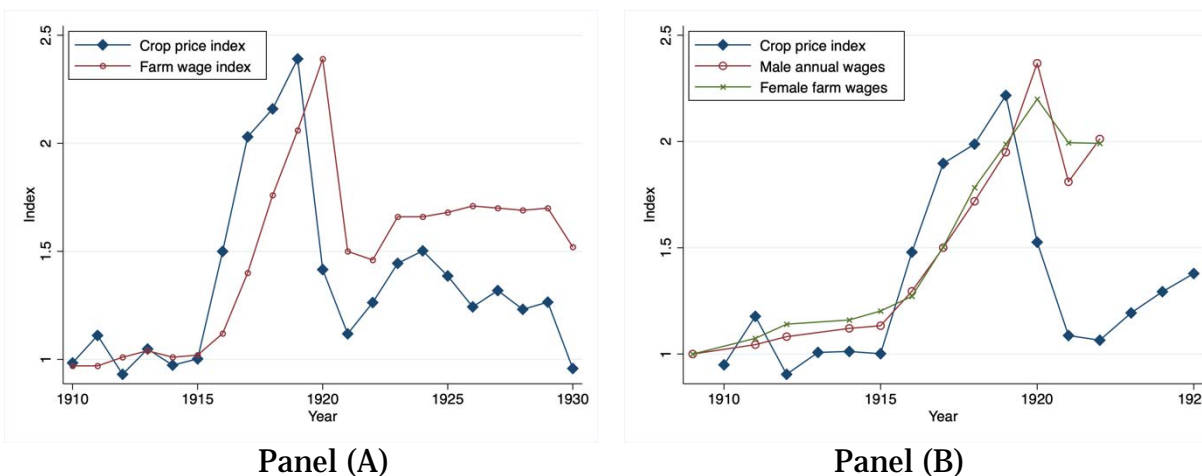 2.5
2
1.5
1
Index
Crop price index
Farm wage index
1910
1915
1920
1925
1930
Year
Panel (A)
2.5
2
1.5
1
Index
Crop price index
Male annual wages
Female farm wages
1910
1915
1920
Year
Panel (B)